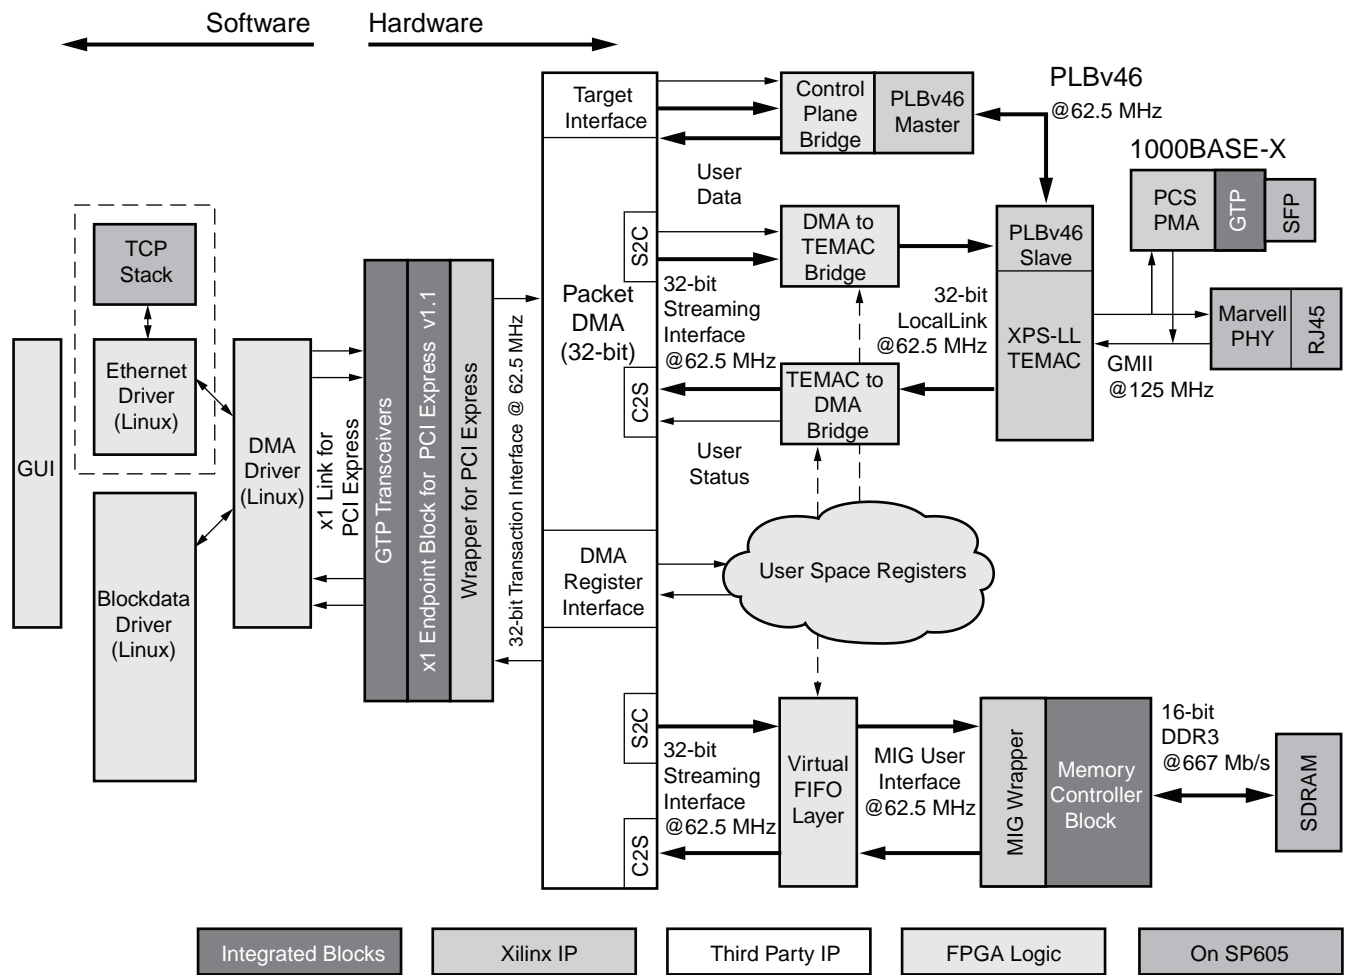 Software
Hardware
Target
Interface
Control
Plane
Bridge
PLBv46
Master
PLBv46
@62.5 MHz
1000BASE-X
PCS
PMA
GTP
SFP
User
Data
TCP
Stack
S2C
DMA to
TEMAC
Bridge
PLBv46
Slave
Packet
DMA
(32-bit)
32-bit
Streaming
Interface
@62.5 MHz
32-bit
LocalLink
@62.5 MHz
XPS-LL
TEMAC
Marvell
PHY
RJ45
GMII
@125 MHz
Ethernet
Driver
(Linux)
C2S
TEMAC to
DMA
Bridge
User
Status
GUI
DMA
Driver
(Linux)
x1 Link for
PCI Express
GTP Transceivers
x1 Endpoint Block for PCI Express v1.1
Wrapper for PCI Express
32-bit Transaction Interface @ 62.5 MHz
DMA
Register
Interface
User Space Registers
Blockdata
Driver
(Linux)
S2C
32-bit
Streaming
Interface
@62.5 MHz
C2S
Virtual
FIFO
Layer
MIG User
Interface
@62.5 MHz
MIG Wrapper
Memory
Controller
Block
16-bit
DDR3
@667 Mb/s
SDRAM
Integrated Blocks
Xilinx IP
Third Party IP
FPGA Logic
On SP605